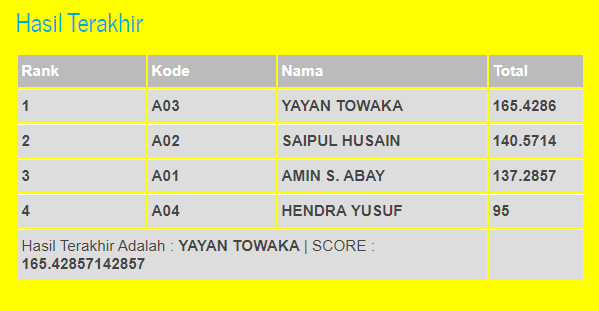 Hasil Terakhir
Rank Kode Nama Total
1 A03 YAYAN TOWAKA 165.4286
2 A02 SAIPUL HUSAIN 140.5714
3 A01 AMIN S. ABAY 137.2857
4 A04 HENDRA YUSUF 95
Hasil Terakhir Adalah : YAYAN TOWAKA | SCORE :
165.42857142857